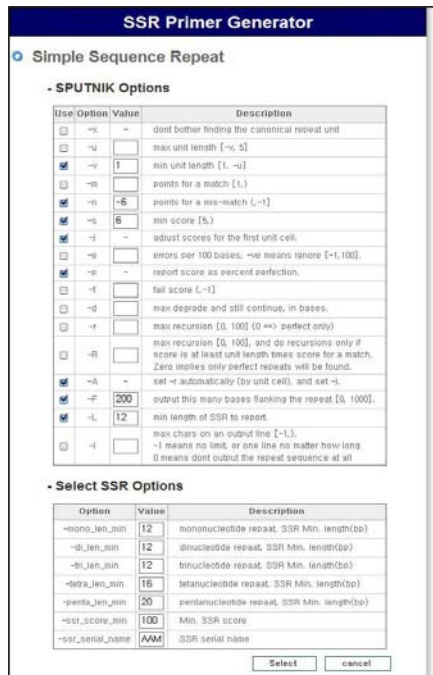 SSR Primer Generator
Simple Sequence Repeat
- SPUTNIK Options
Use Option Value Description
-x - dont bother finding the canonical repeat unit
-u max unit length [-v, 5]
-v 1 min unit length [1, -u]
-m points for a match [1,)
-n -6 points for a mis-match (,-1]
-s 6 min score [5,)
-j - adjust scores for the first unit cell.
-e errors per 100 bases, -ve means ignore [-1,100].
-p - report score as percent perfection.
-f fail score (,-1]
-d max degrade and still continue, in bases.
-r max recursion [0, 100] (0 => perfect only)
max recursion [0, 100], and do recursions only if
-R score is at least unit length times score for a match.
Zero implies only perfect repeats will be found.
-A - set -r automatically (by unit cell), and set -j.
-F 200 output this many bases flanking the repeat [0, 1000].
-L 12 min length of SSR to report.
max chars on an output line [-1,).
-l -1 means no limit, or one line no matter how long
0 means dont output the repeat sequence at all
- Select SSR Options
Option Value Description
-mono_len_min 12 mononucleotide repaat, SSR Min. length(bp)
-di_len_min 12 dinucleotide repaat, SSR Min. length(bp)
-tri_len_min 12 trinucleotide repaat, SSR Min. length(bp)
-tetra_len_min 16 tetanucleotide repaat, SSR Min. length(bp)
-penta_len_min 20 pentanucleotide repaat, SSR Min. length(bp)
-ssr_score_min 100 Min. SSR score
-ssr_serial_name AAM SSR serial name
Select cancel